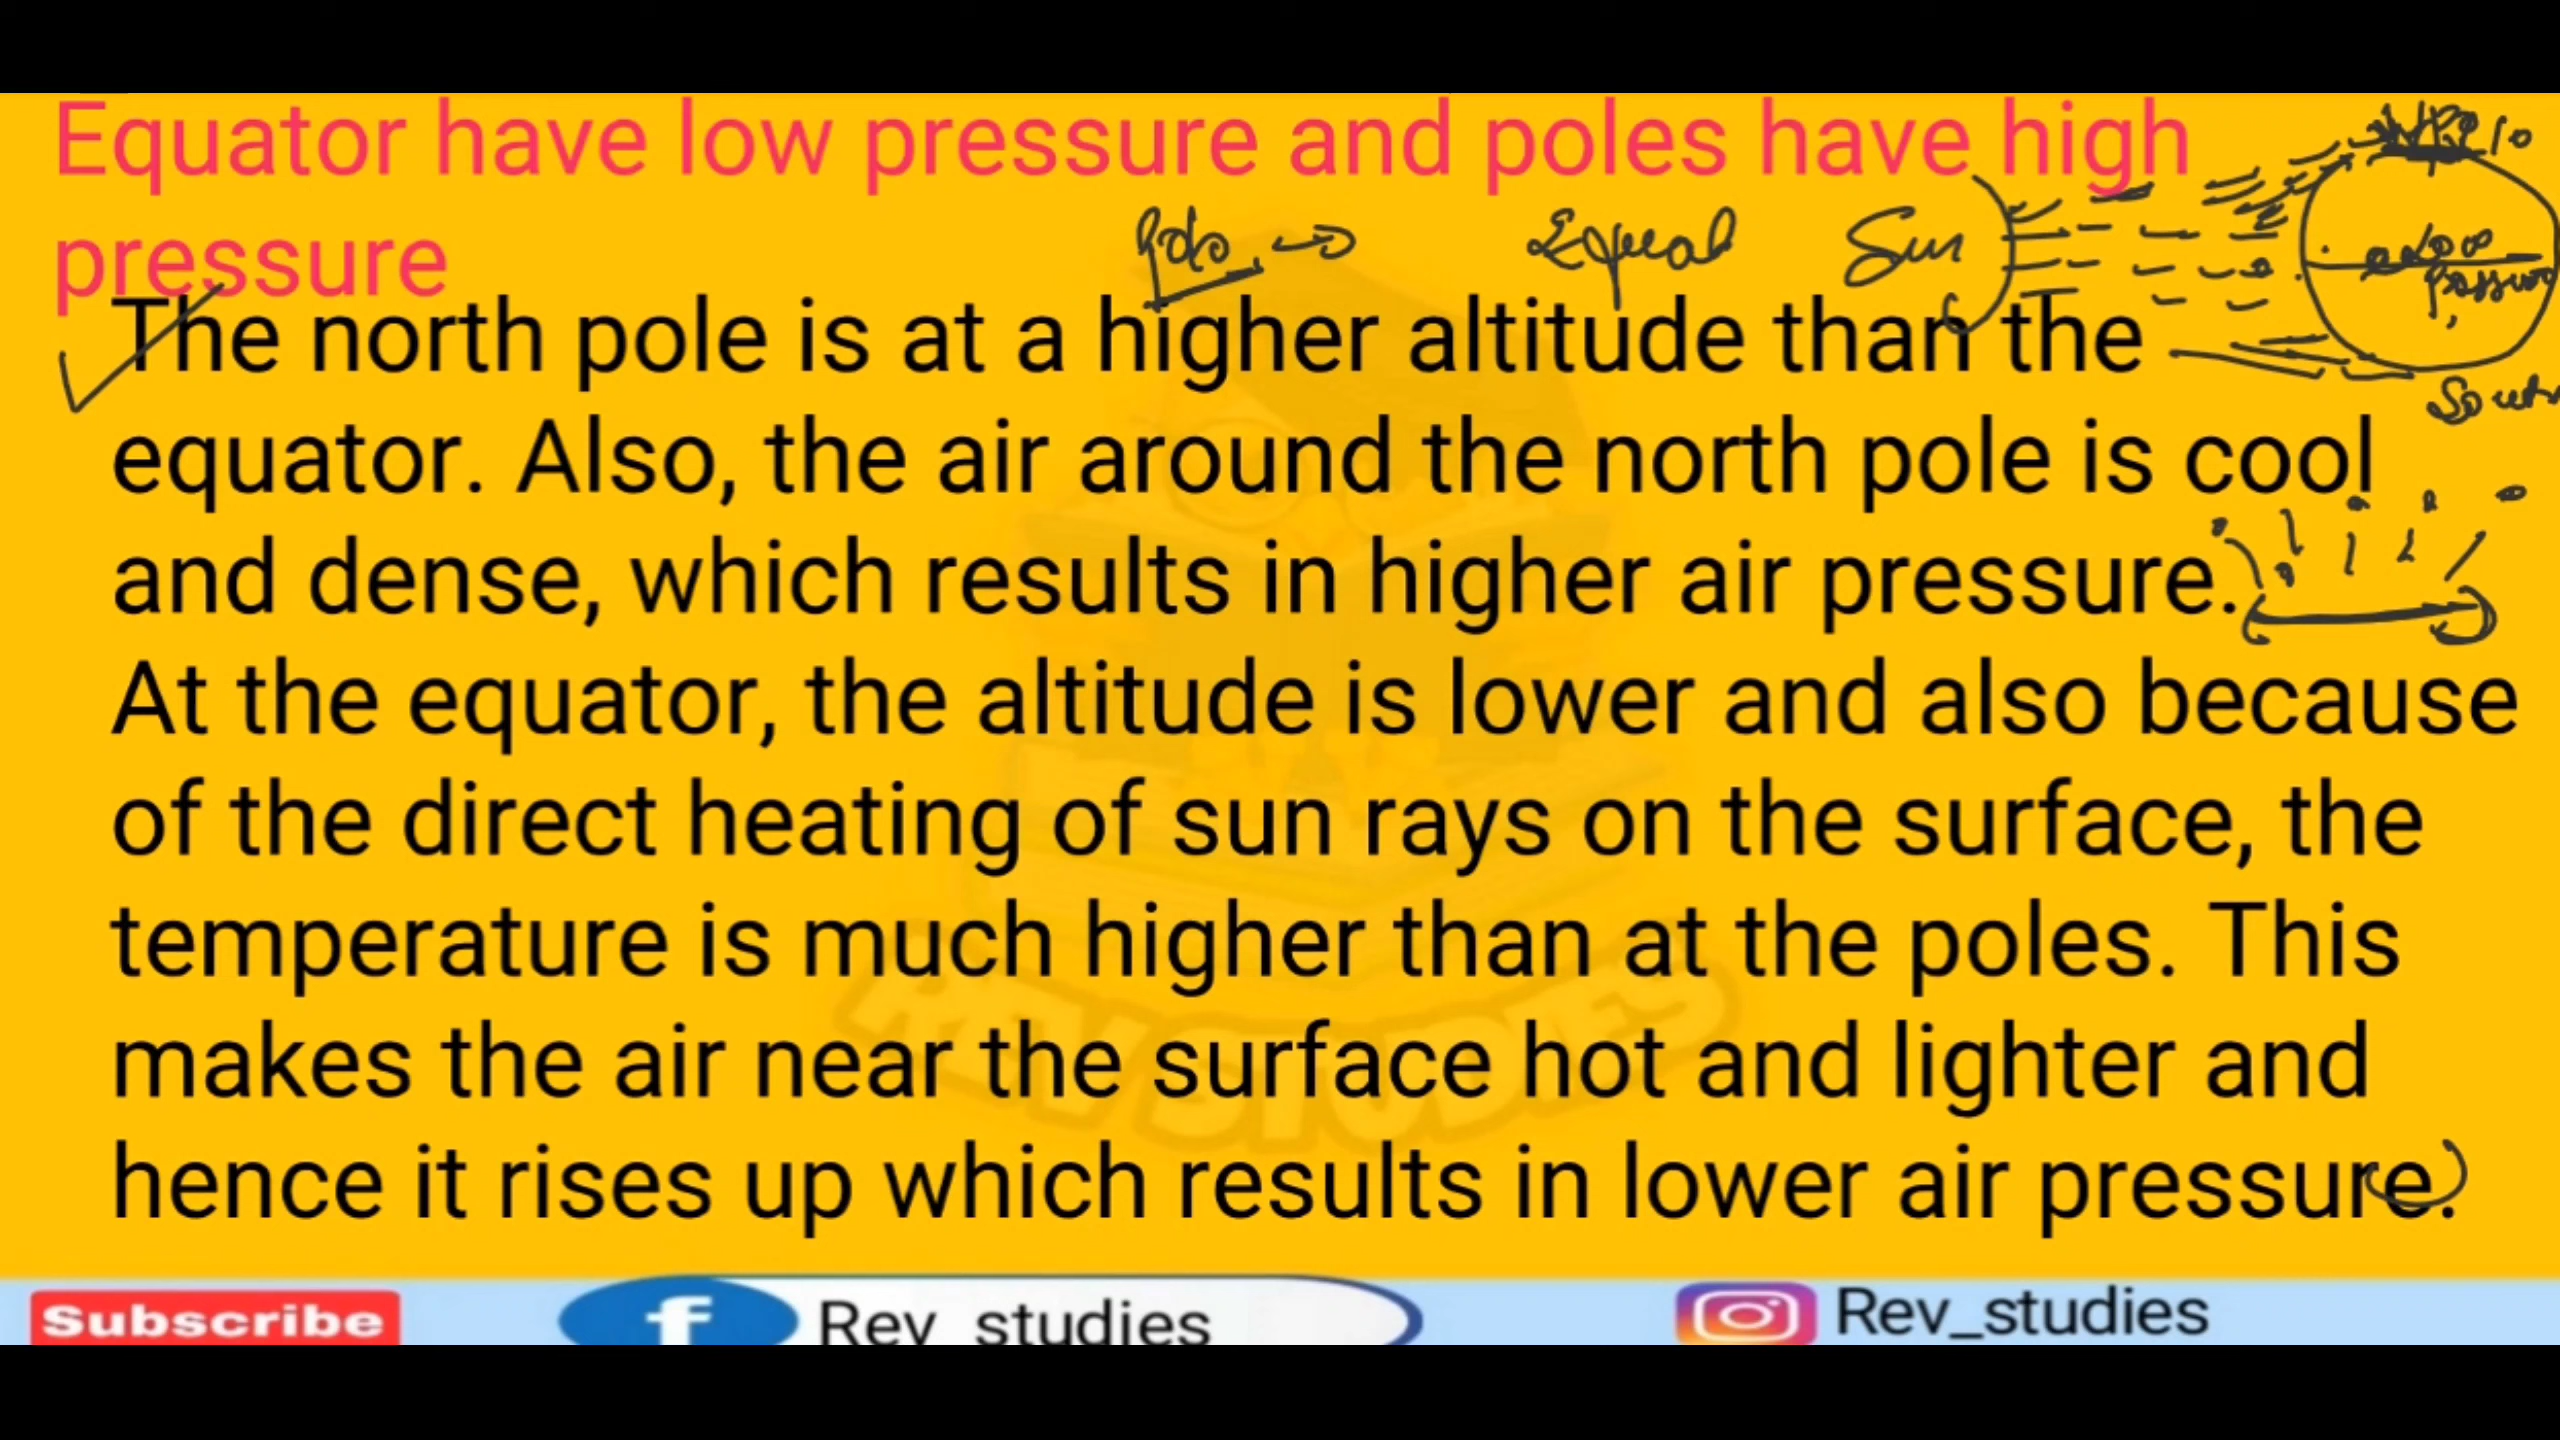 Equator have low pressure and poles have high
pressure
Sun
The north pole is at a higher altitude than the
equator. Also, the air around the north pole is cool
and dense, which results in higher air pressure.
At the equator, the altitude is lower and also because
of the direct heating of sun rays on the surface, the
temperature is much higher than at the poles. This
makes the air near the surface hot and lighter and
hence it rises up which results in lower air pressure.
REV STUDIES
Subscribe
f Rev_studies
Rev_studies